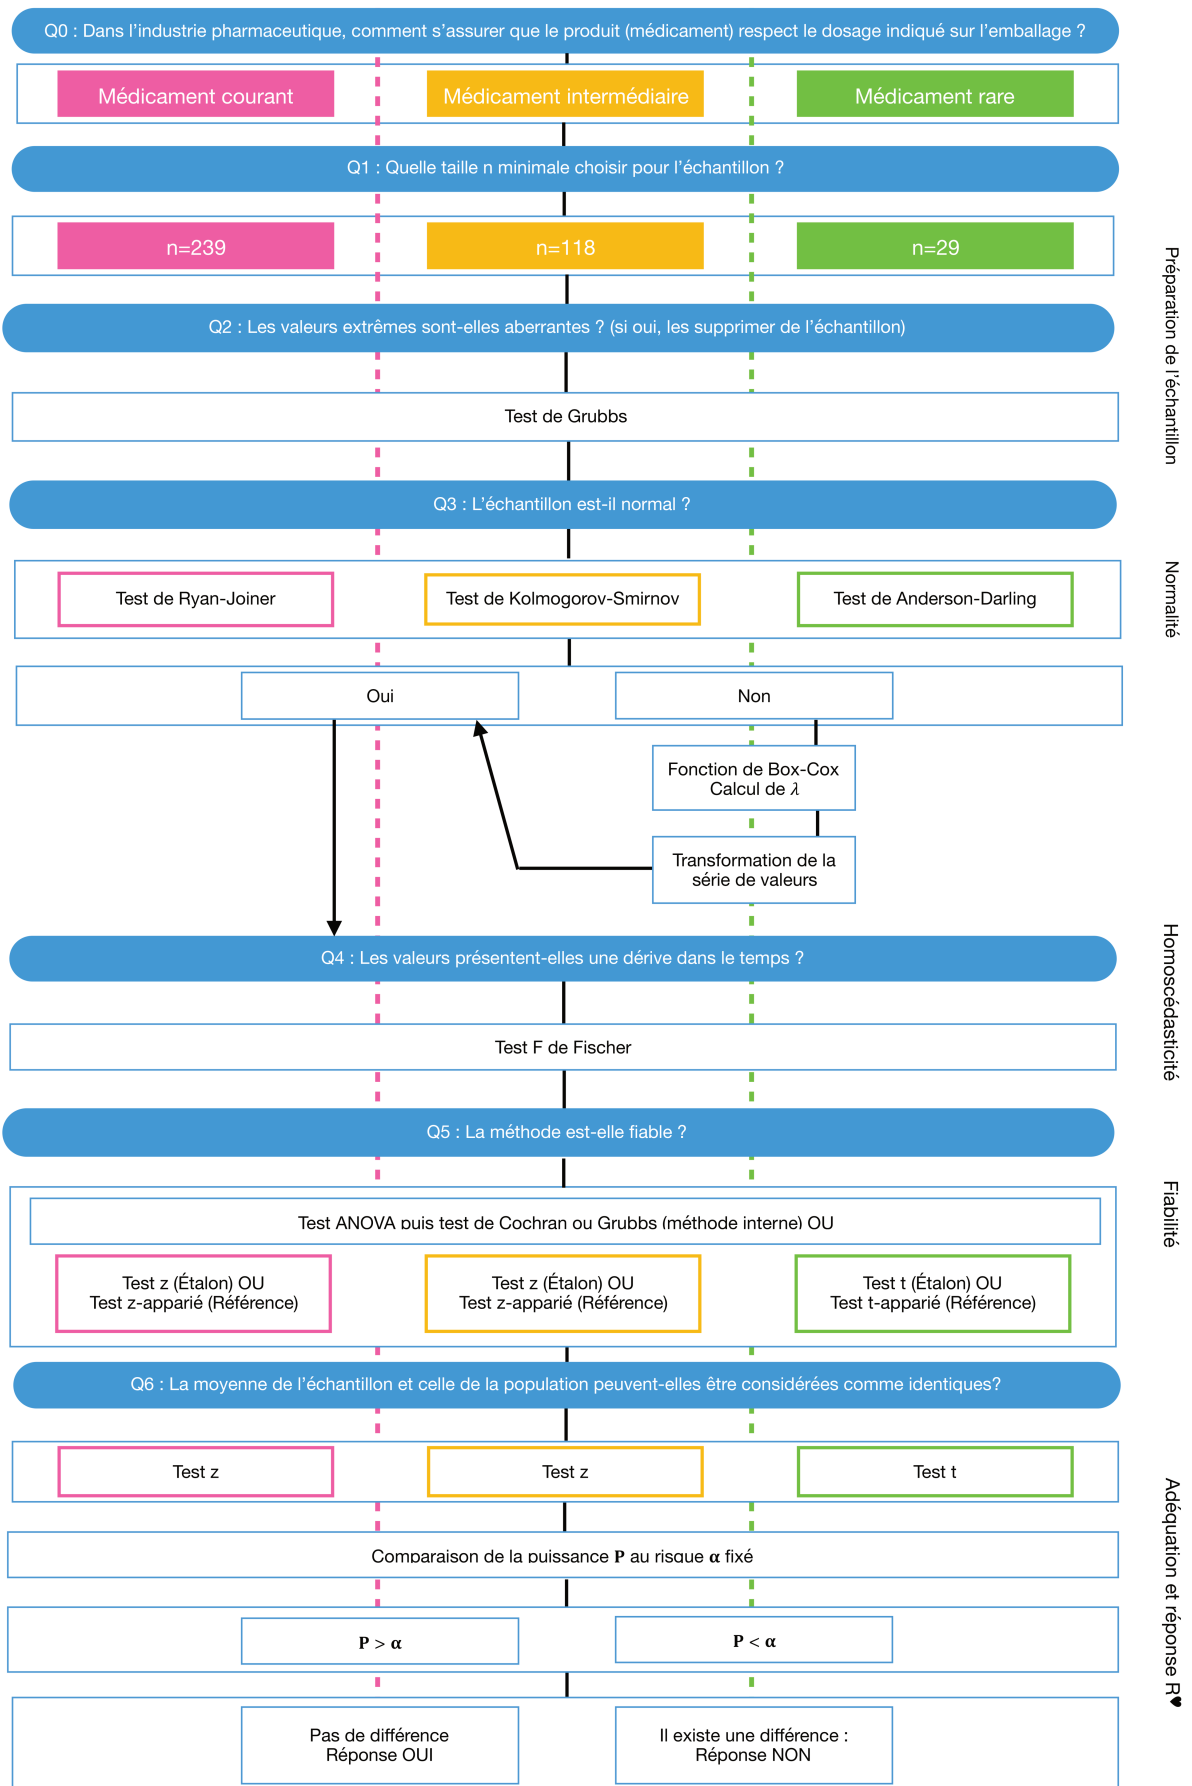 Q0 : Dans l’industrie pharmaceutique, comment s’assurer que le produit (médicament) respect le dosage indiqué sur l’emballage ?
Médicament courant
Médicament intermédiaire
Médicament rare
Q1 : Quelle taille n minimale choisir pour l’échantillon ?
n=239
n=118
n=29
Q2 : Les valeurs extrêmes sont-elles aberrantes ? (si oui, les supprimer de l’échantillon)
Test de Grubbs
Préparation de l’échantillon
Q3 : L’échantillon est-il normal ?
Test de Ryan-Joiner
Test de Kolmogorov-Smirnov
Test de Anderson-Darling
Normalité
Oui
Non
Fonction de Box-Cox
Calcul de λ
Transformation de la
série de valeurs
Q4 : Les valeurs présentent-elles une dérive dans le temps ?
Test F de Fischer
Homoscédasticité
Q5 : La méthode est-elle fiable ?
Test ANOVA puis test de Cochran ou Grubbs (méthode interne) OU
Test z (Étalon) OU
Test z-apparié (Référence)
Test z (Étalon) OU
Test z-apparié (Référence)
Test t (Étalon) OU
Test t-apparié (Référence)
Fiabilité
Q6 : La moyenne de l’échantillon et celle de la population peuvent-elles être considérées comme identiques?
Test z
Test z
Test t
Comparaison de la puissance P au risque α fixé
P > α
P < α
Pas de différence
Réponse OUI
Il existe une différence :
Réponse NON
Adéquation et réponse R♥